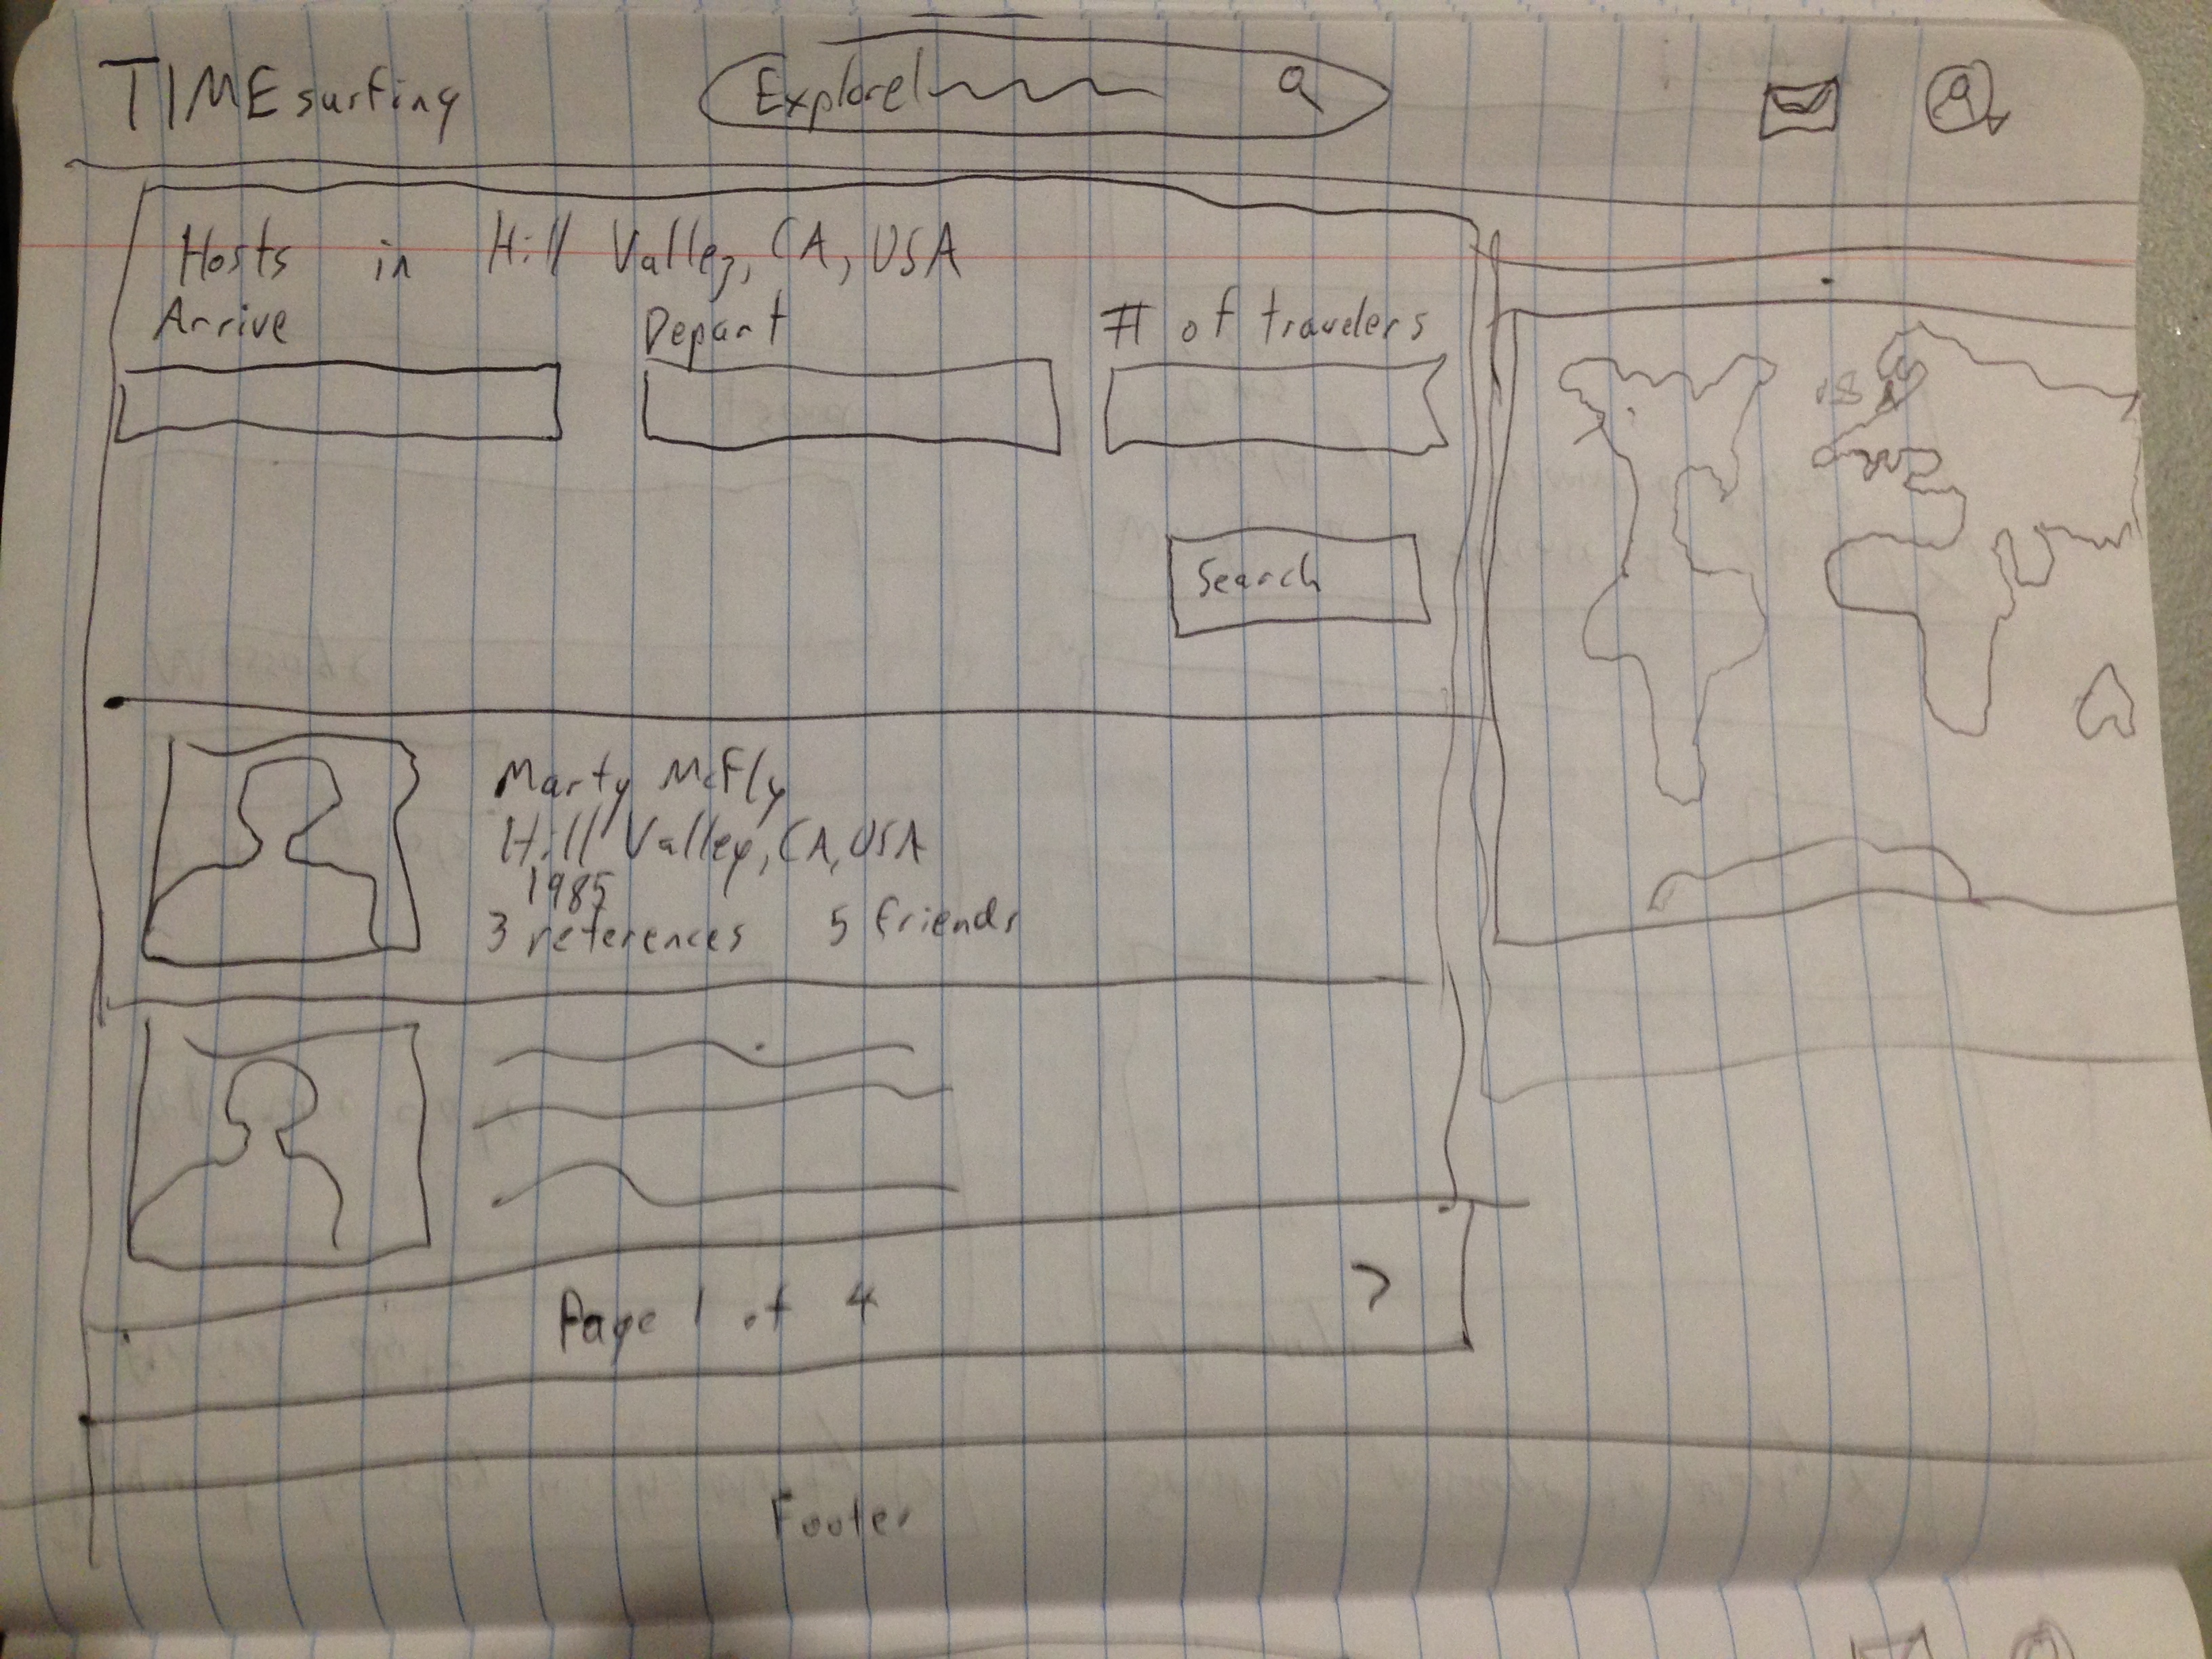 TIMEsurfing
Explore
Hosts in Hill Valley, CA, USA
Arrive Depart # of travelers
Search
Marty McFly
Hill Valley, CA, USA
1985
3 references 5 friends
Page 1 of 4 >
Footer